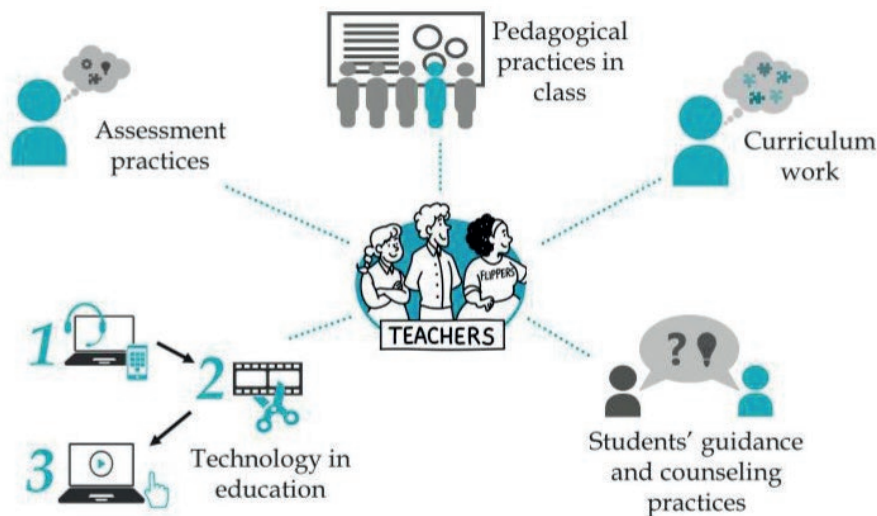 Pedagogical
practices in
class
Assessment
practices
Curriculum
work
FLIPPERS
TEACHERS
1
2
3
Technology in
education
?
Students' guidance
and counseling
practices